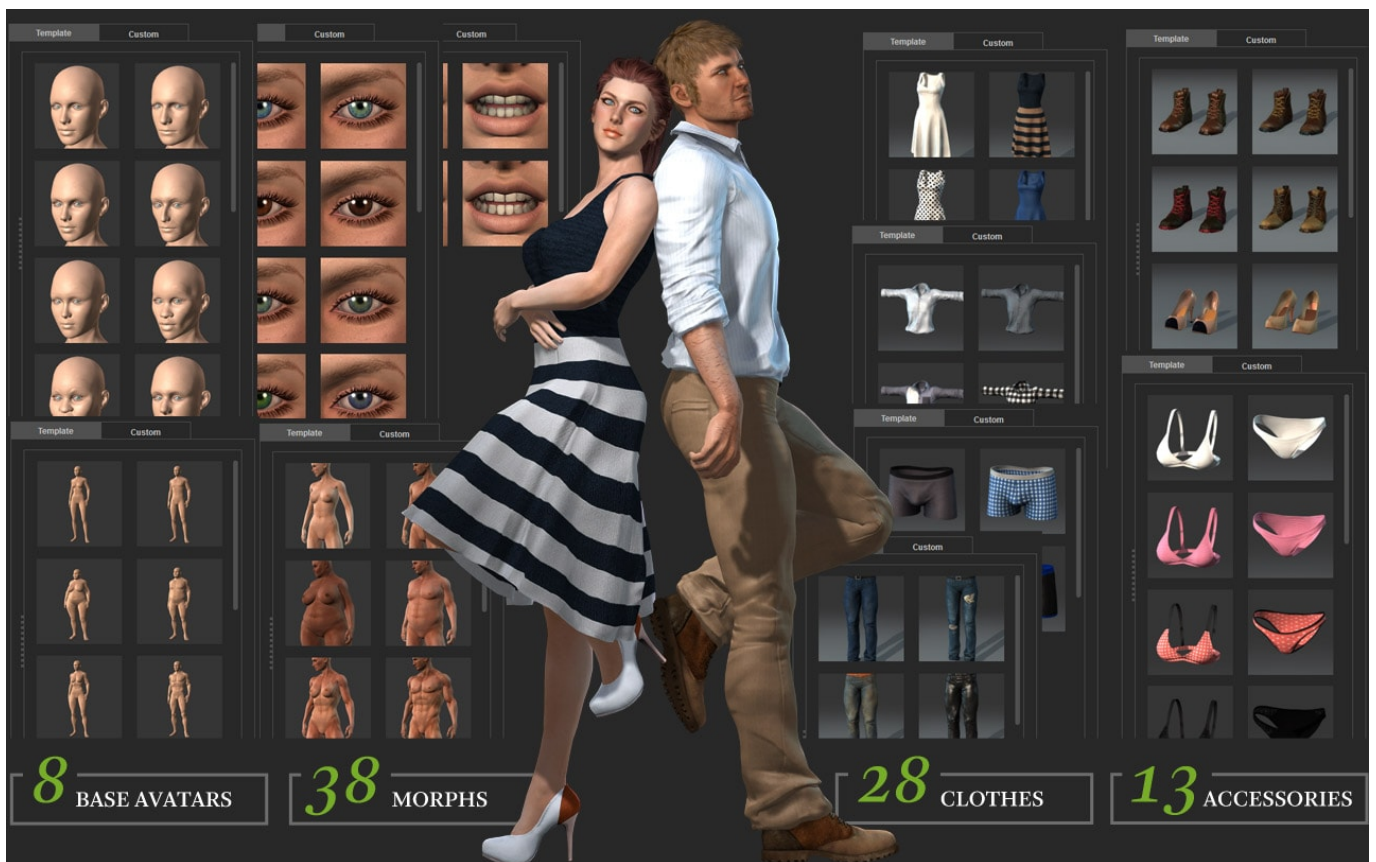 Template Custom
Custom
Custom
Template Custom
Template Custom
Template Custom
Template Custom
Template Custom
Template Custom
Template Custom
Custom
8 BASE AVATARS
38 MORPHS
28 CLOTHES
13 ACCESSORIES